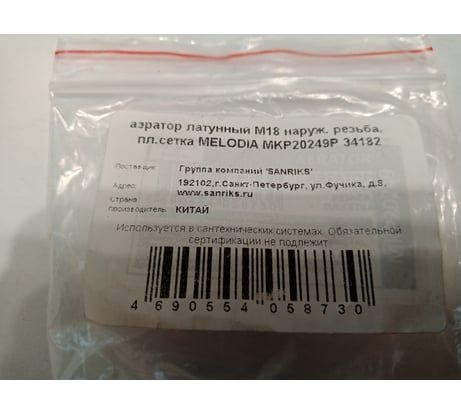 аэратор латунный М18 наруж. резьба,
пл.сетка MELODIA MKP20249P 34182
Поставщик: Группа компаний 'SANRIKS'
Адрес: 192102,г.Санкт-Петербург, ул.Фучика, д.8,
www.sanriks.ru
Страна
производитель: КИТАЙ
Используется в сантехнических системах. Обязательной
сертификации не подлежит
4 690554 058730